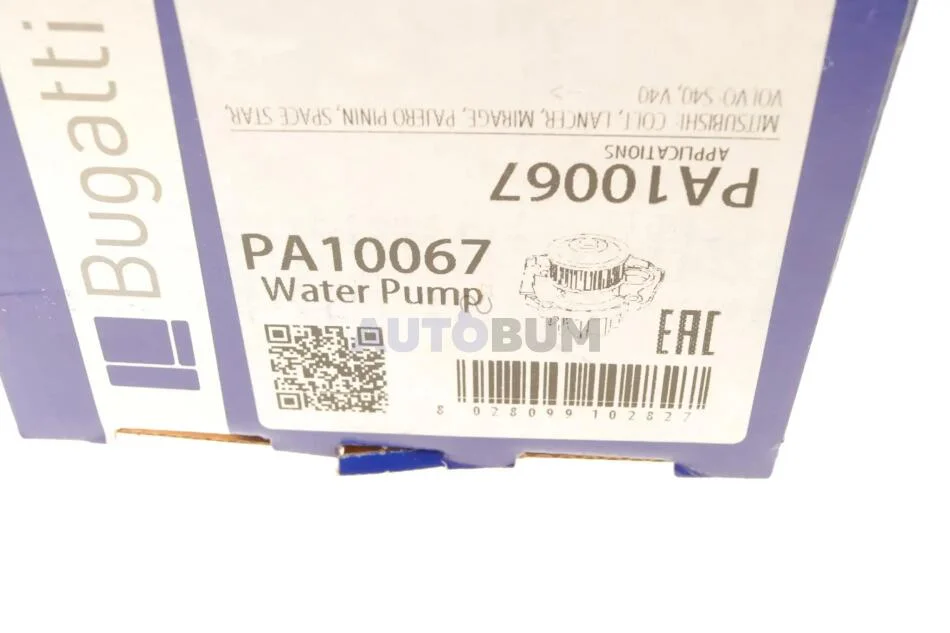 Bugatti
PA10067
APPLICATIONS
MITSUBISHI: COLT, LANCER, MIRAGE, PAJERO PININ, SPACE STAR,
VOLVO: S40, V40
PA10067
Water Pump
AUTOBUM
EAC
8 028099 102827